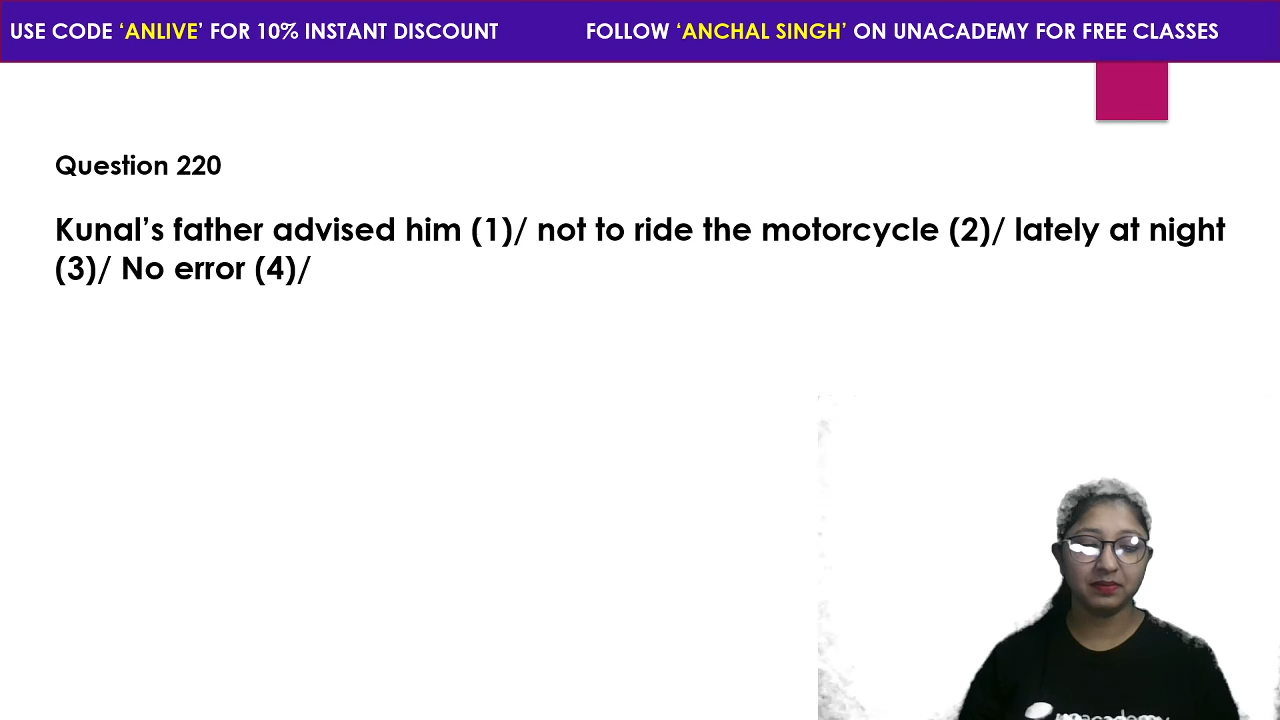 USE CODE ‘ANLIVE’ FOR 10% INSTANT DISCOUNT FOLLOW ‘ANCHAL SINGH’ ON UNACADEMY FOR FREE CLASSES
Question 220
Kunal’s father advised him (1)/ not to ride the motorcycle (2)/ lately at night
(3)/ No error (4)/
unacademy